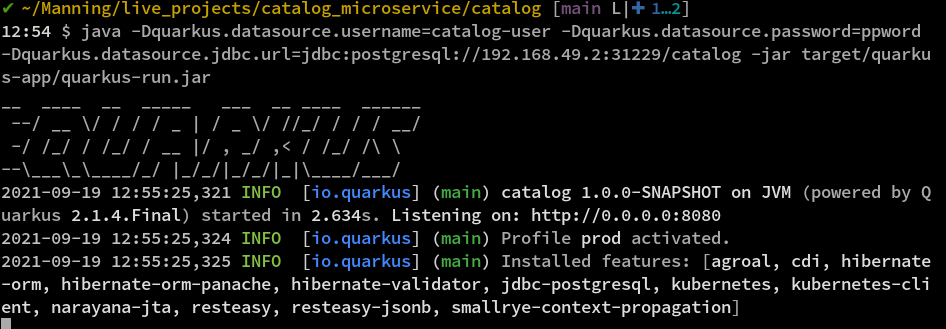 ✔ ~/Manning/live_projects/catalog_microservice/catalog [main L|✚ 1…2]
12:54 $ java -Dquarkus.datasource.username=catalog-user -Dquarkus.datasource.password=ppword
-Dquarkus.datasource.jdbc.url=jdbc:postgresql://192.168.49.2:31229/catalog -jar target/quarku
s-app/quarkus-run.jar
__  ____  __  _____   ___  __ ____  ______
 --/ __ \/ / / / _ | / _ \/ //_/ / / / __/
 -/ /_/ / /_/ / __ |/ , _/ ,< / /_/ /\ \
--\___\_\____/_/ |_/_/|_/_/|_|\____/___/
2021-09-19 12:55:25,321 INFO  [io.quarkus] (main) catalog 1.0.0-SNAPSHOT on JVM (powered by Q
uarkus 2.1.4.Final) started in 2.634s. Listening on: http://0.0.0.0:8080
2021-09-19 12:55:25,324 INFO  [io.quarkus] (main) Profile prod activated.
2021-09-19 12:55:25,325 INFO  [io.quarkus] (main) Installed features: [agroal, cdi, hibernate
-orm, hibernate-orm-panache, hibernate-validator, jdbc-postgresql, kubernetes, kubernetes-cli
ent, narayana-jta, resteasy, resteasy-jsonb, smallrye-context-propagation]